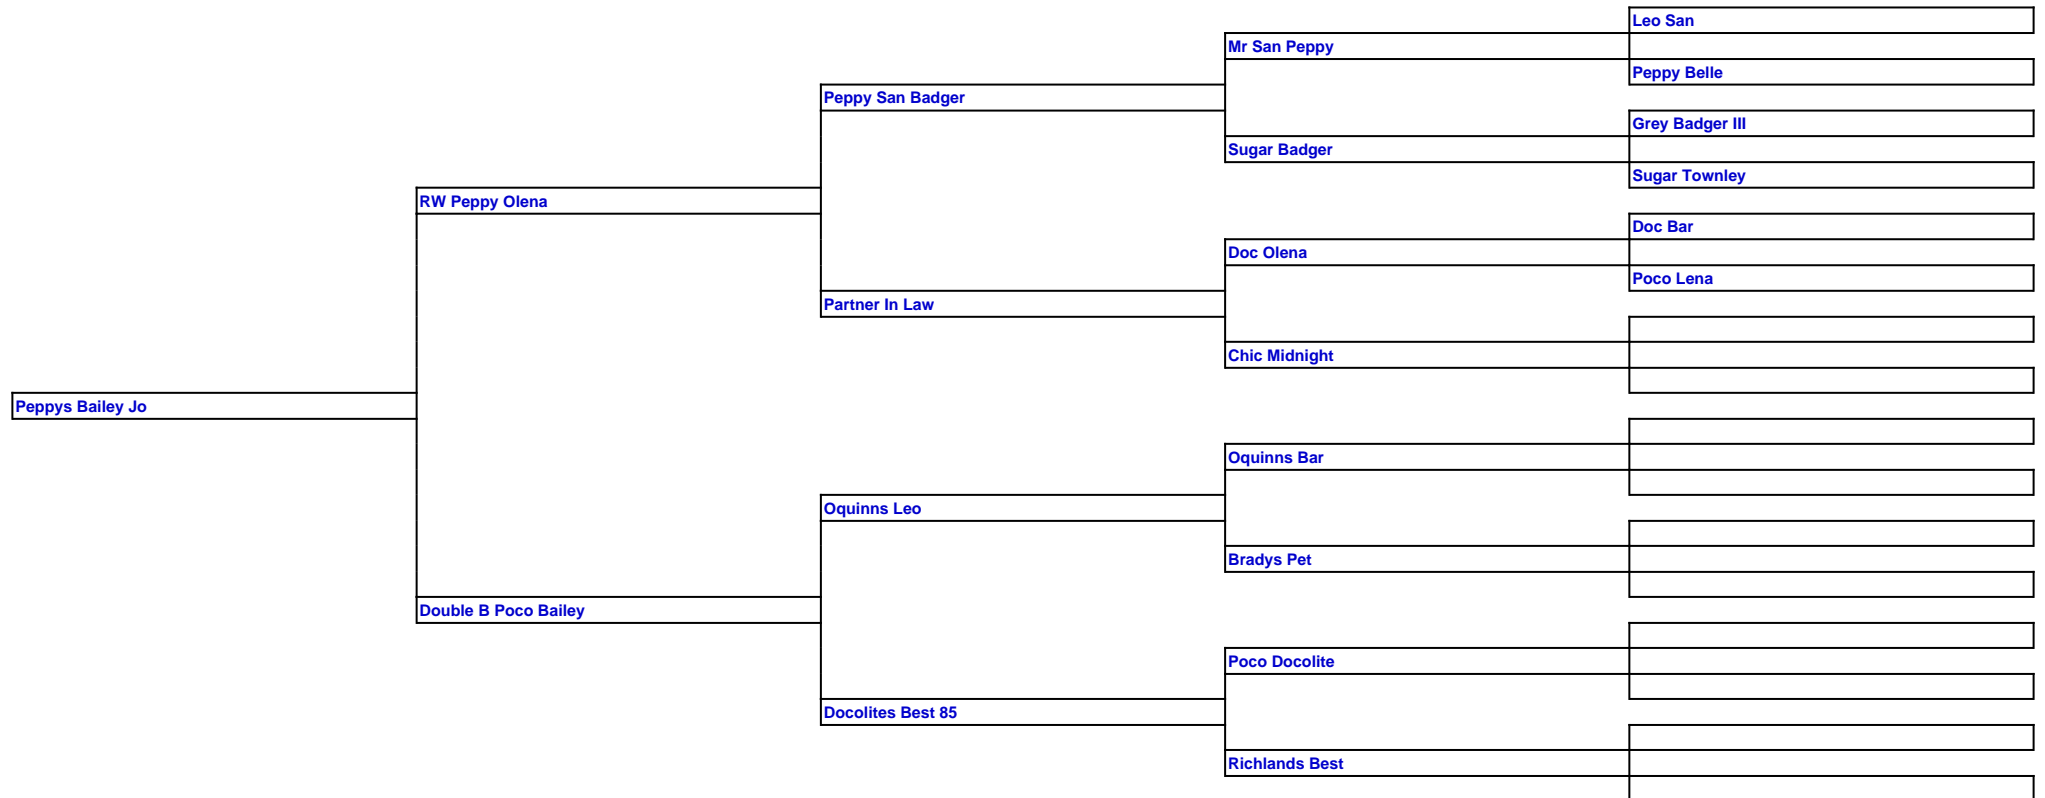 Leo San
Mr San Peppy
Peppy Belle
Peppy San Badger
Grey Badger III
Sugar Badger
Sugar Townley
RW Peppy Olena
Doc Bar
Doc Olena
Poco Lena
Partner In Law
Chic Midnight
Peppys Bailey Jo
Oquinns Bar
Oquinns Leo
Bradys Pet
Double B Poco Bailey
Poco Docolite
Docolites Best 85
Richlands Best